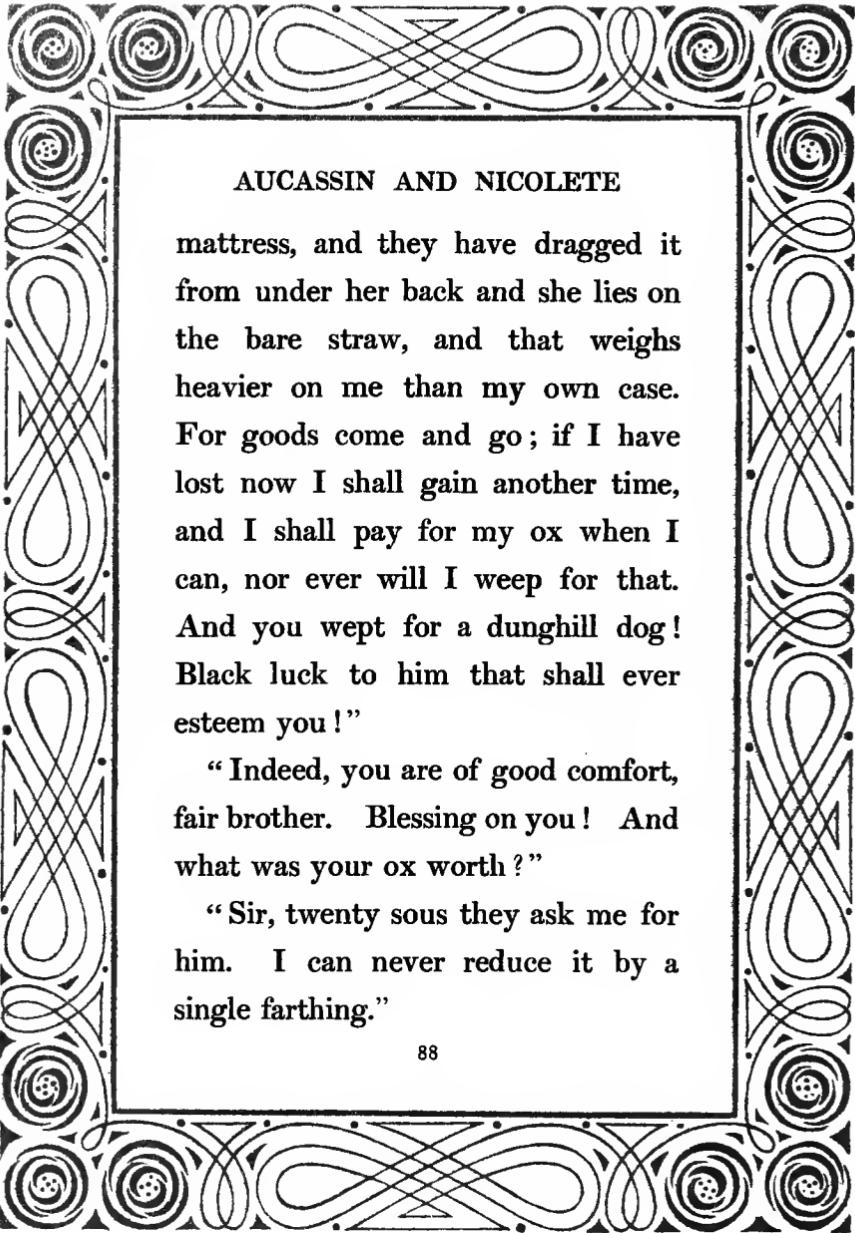 AUCASSIN AND NICOLETE
mattress, and they have dragged it
from under her back and she lies on
the bare straw, and that weighs
heavier on me than my own case.
For goods come and go ; if I have
lost now I shall gain another time,
and I shall pay for my ox when I
can, nor ever will I weep for that.
And you wept for a dunghill dog !
Black luck to him that shall ever
esteem you ! ”
“ Indeed, you are of good comfort,
fair brother. Blessing on you ! And
what was your ox worth ? ”
“ Sir, twenty sous they ask me for
him. I can never reduce it by a
single farthing.”
88